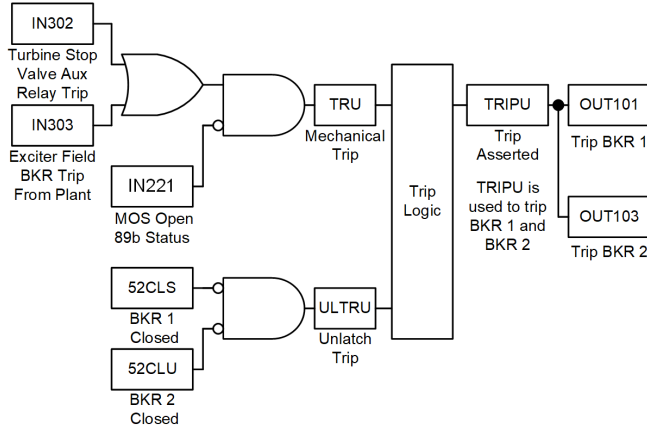 IN302
Turbine Stop
Valve Aux
Relay Trip
IN303
Exciter Field
BKR Trip
From Plant
IN221
MOS Open
89b Status
TRU
Mechanical
Trip
52CLS
BKR 1
Closed
52CLU
BKR 2
Closed
ULTRU
Unlatch
Trip
Trip
Logic
TRIPU
Trip
Asserted
TRIPU is
used to trip
BKR 1 and
BKR 2
OUT101
Trip BKR 1
OUT103
Trip BKR 2